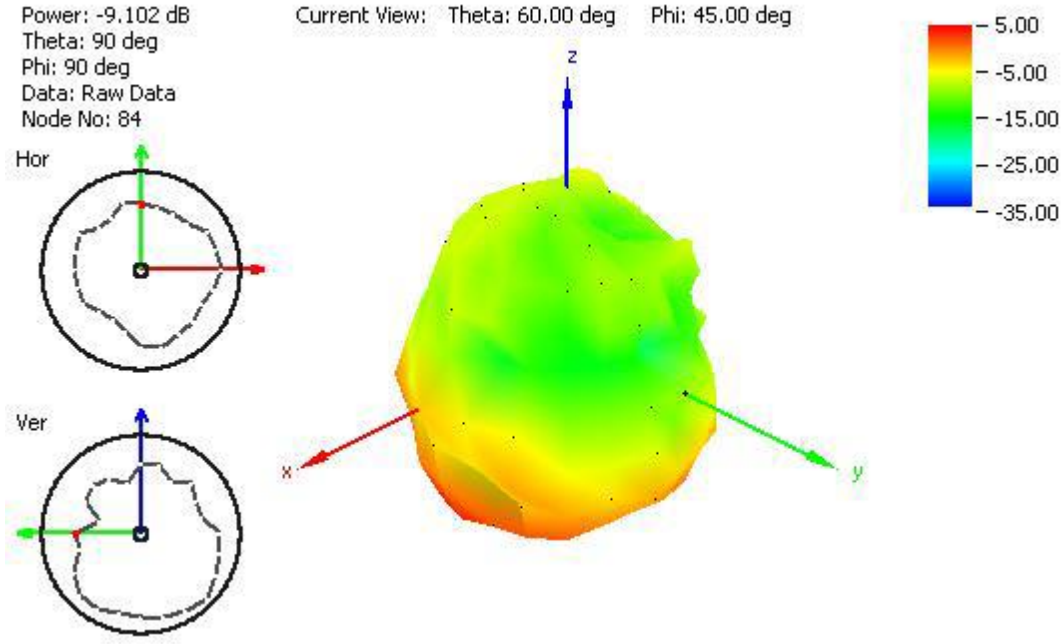 Power: -9.102 dB
Theta: 90 deg
Phi: 90 deg
Data: Raw Data
Node No: 84
Current View: Theta: 60.00 deg Phi: 45.00 deg
Hor
Ver
z
x
y
5.00
-5.00
-15.00
-25.00
-35.00